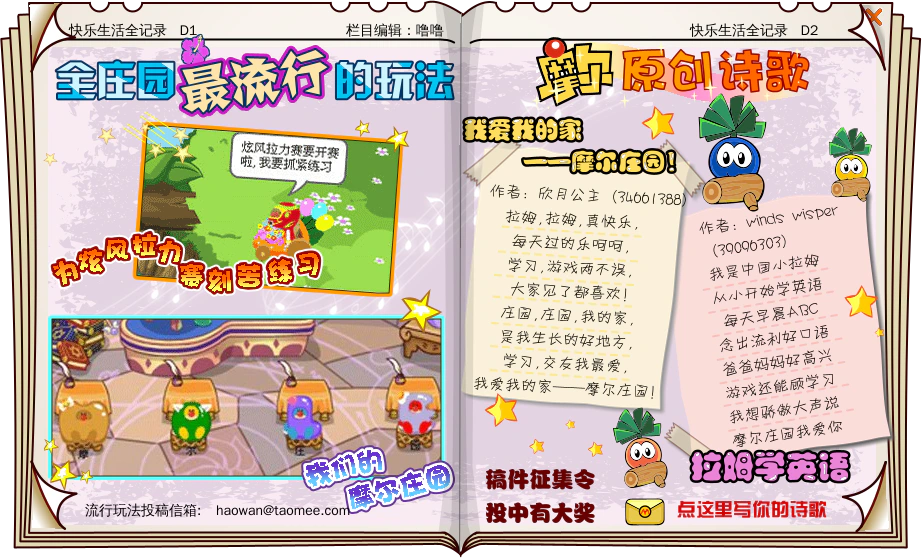 快乐生活全记录 D1
栏目编辑：噜噜
全庄园最流行的玩法
炫风拉力赛要开赛
啦，我要抓紧练习
为炫风拉力赛刻苦练习
摩 尔 庄
我们的
摩尔庄园
流行玩法投稿信箱： haowan@taomee.com
快乐生活全记录 D2
摩尔原创诗歌
我爱我的家
——摩尔庄园！
作者：欣月公主（34661388）
拉姆,拉姆,真快乐,
每天过的乐呵呵,
学习,游戏两不误,
大家见了都喜欢！
庄园,庄园,我的家,
是我生长的好地方,
学习,交友我最爱,
我爱我的家——摩尔庄园！
作者：winds wisper
(39096303)
我是中国小拉姆
从小开始学英语
每天早晨ABC
念出流利好口语
爸爸妈妈好高兴
游戏还能顾学习
我想骄傲大声说
摩尔庄园我爱你
拉姆学英语
稿件征集令
投中有大奖
点这里写你的诗歌